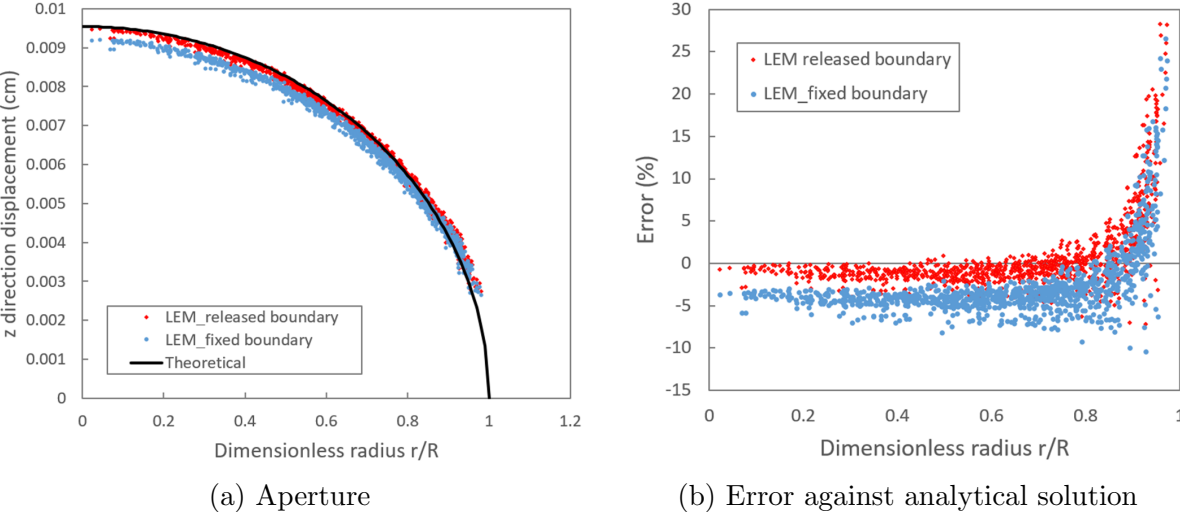 0.01
0.009
0.008
0.007
0.006
0.005
0.004
0.003
0.002
0.001
0
z direction displacement (cm)
LEM_released boundary
LEM_fixed boundary
Theoretical
0 0.2 0.4 0.6 0.8 1 1.2
Dimensionless radius r/R
(a) Aperture
30
25
20
15
10
5
0
-5
-10
-15
Error (%)
LEM released boundary
LEM_fixed boundary
0 0.2 0.4 0.6 0.8 1
Dimensionless radius r/R
(b) Error against analytical solution